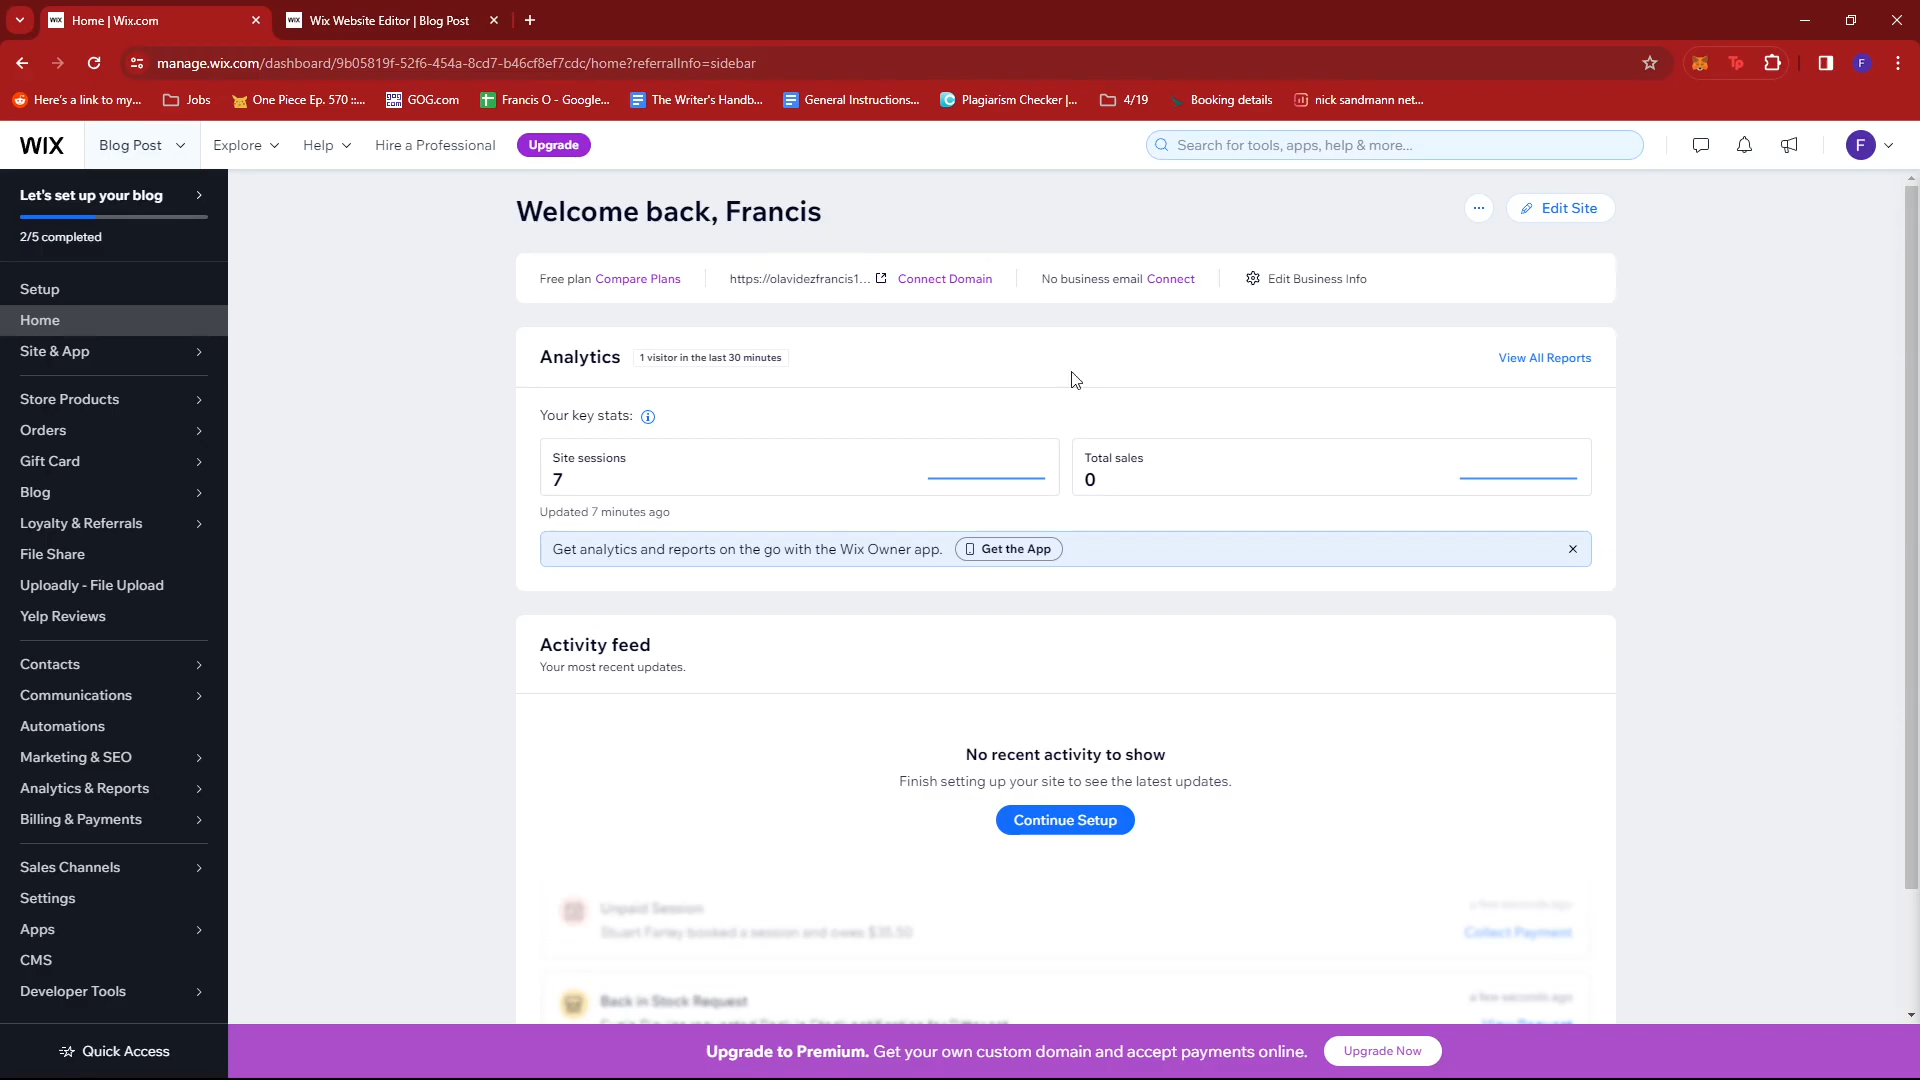 Home | Wix.com
Wix Website Editor | Blog Post
manage.wix.com/dashboard/9b05819f-52f6-454a-8cd7-b46cf8ef7cdc/home?referralInfo=sidebar
Tp
F
Here's a link to my...
Jobs
One Piece Ep. 570 ::...
GOG.com
Francis O - Google...
The Writer's Handb...
General Instructions...
Plagiarism Checker |...
4/19
Booking details
nick sandmann net...
WIX
Blog Post
Explore
Help
Hire a Professional
Upgrade
Search for tools, apps, help & more...
F
Let's set up your blog
2/5 completed
Setup
Home
Site & App
Store Products
Orders
Gift Card
Blog
Loyalty & Referrals
File Share
Uploadly - File Upload
Yelp Reviews
Contacts
Communications
Automations
Marketing & SEO
Analytics & Reports
Billing & Payments
Sales Channels
Settings
Apps
CMS
Developer Tools
Quick Access
Welcome back, Francis
Edit Site
Free plan Compare Plans
https://olavidezfrancis1... Connect Domain
No business email Connect
Edit Business Info
Analytics
1 visitor in the last 30 minutes
View All Reports
Your key stats:
Site sessions
7
Total sales
0
Updated 7 minutes ago
Get analytics and reports on the go with the Wix Owner app.
Get the App
Activity feed
Your most recent updates.
No recent activity to show
Finish setting up your site to see the latest updates.
Continue Setup
Unpaid Session
a few seconds ago
Stuart Farley booked a session and owes $35.50
Collect Payment
Back in Stock Request
a few seconds ago
Upgrade to Premium. Get your own custom domain and accept payments online.
Upgrade Now